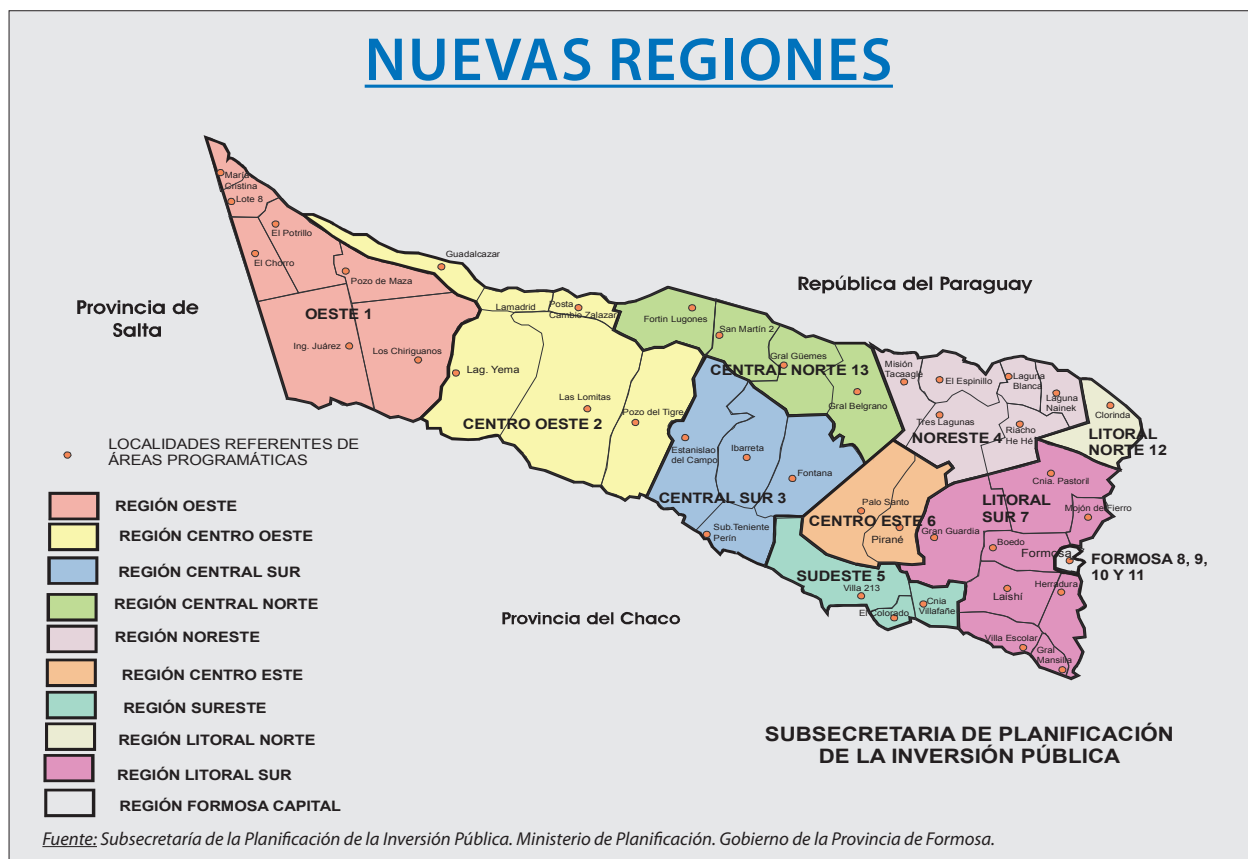 NUEVAS REGIONES
María
Cristina
Lote 8
El Potrillo
El Chorro
Pozo de Maza
Guadalcazar
República del Paraguay
Provincia de
Salta
OESTE 1
Lamadrid
Posta
Cambio Zalazar
Fortin Lugones
San Martín 2
Ing. Juárez
Los Chiriguanos
Gral Güemes
CENTRAL NORTE 13
Misión
Tacaaglé
El Espinillo
Laguna
Blanca
Laguna
Nainek
Lag. Yema
Las Lomitas
Gral Belgrano
Clorinda
CENTRO OESTE 2
Pozo del Tigre
Tres Lagunas
Riacho
He Hé
NORESTE 4
LITORAL
NORTE 12
Estanislao
del Campo
Ibarreta
Fontana
CENTRAL SUR 3
Cnia. Pastoril
LITORAL
SUR 7
Palo Santo
CENTRO ESTE 6
Pirané
Gran Guardia
Mojón de Fierro
Sub.Teniente
Perín
Boedo
Formosa
FORMOSA 8, 9,
10 Y 11
SUDESTE 5
Villa 213
El Colorado
Cnia
Villafañe
Laishí
Herradura
Villa Escolar
Gral
Mansilla
Provincia del Chaco
LOCALIDADES REFERENTES DE
ÁREAS PROGRAMÁTICAS
REGIÓN OESTE
REGIÓN CENTRO OESTE
REGIÓN CENTRAL SUR
REGIÓN CENTRAL NORTE
REGIÓN NORESTE
REGIÓN CENTRO ESTE
REGIÓN SURESTE
REGIÓN LITORAL NORTE
REGIÓN LITORAL SUR
REGIÓN FORMOSA CAPITAL
SUBSECRETARIA DE PLANIFICACIÓN
DE LA INVERSIÓN PÚBLICA
Fuente: Subsecretaría de la Planificación de la Inversión Pública. Ministerio de Planificación. Gobierno de la Provincia de Formosa.